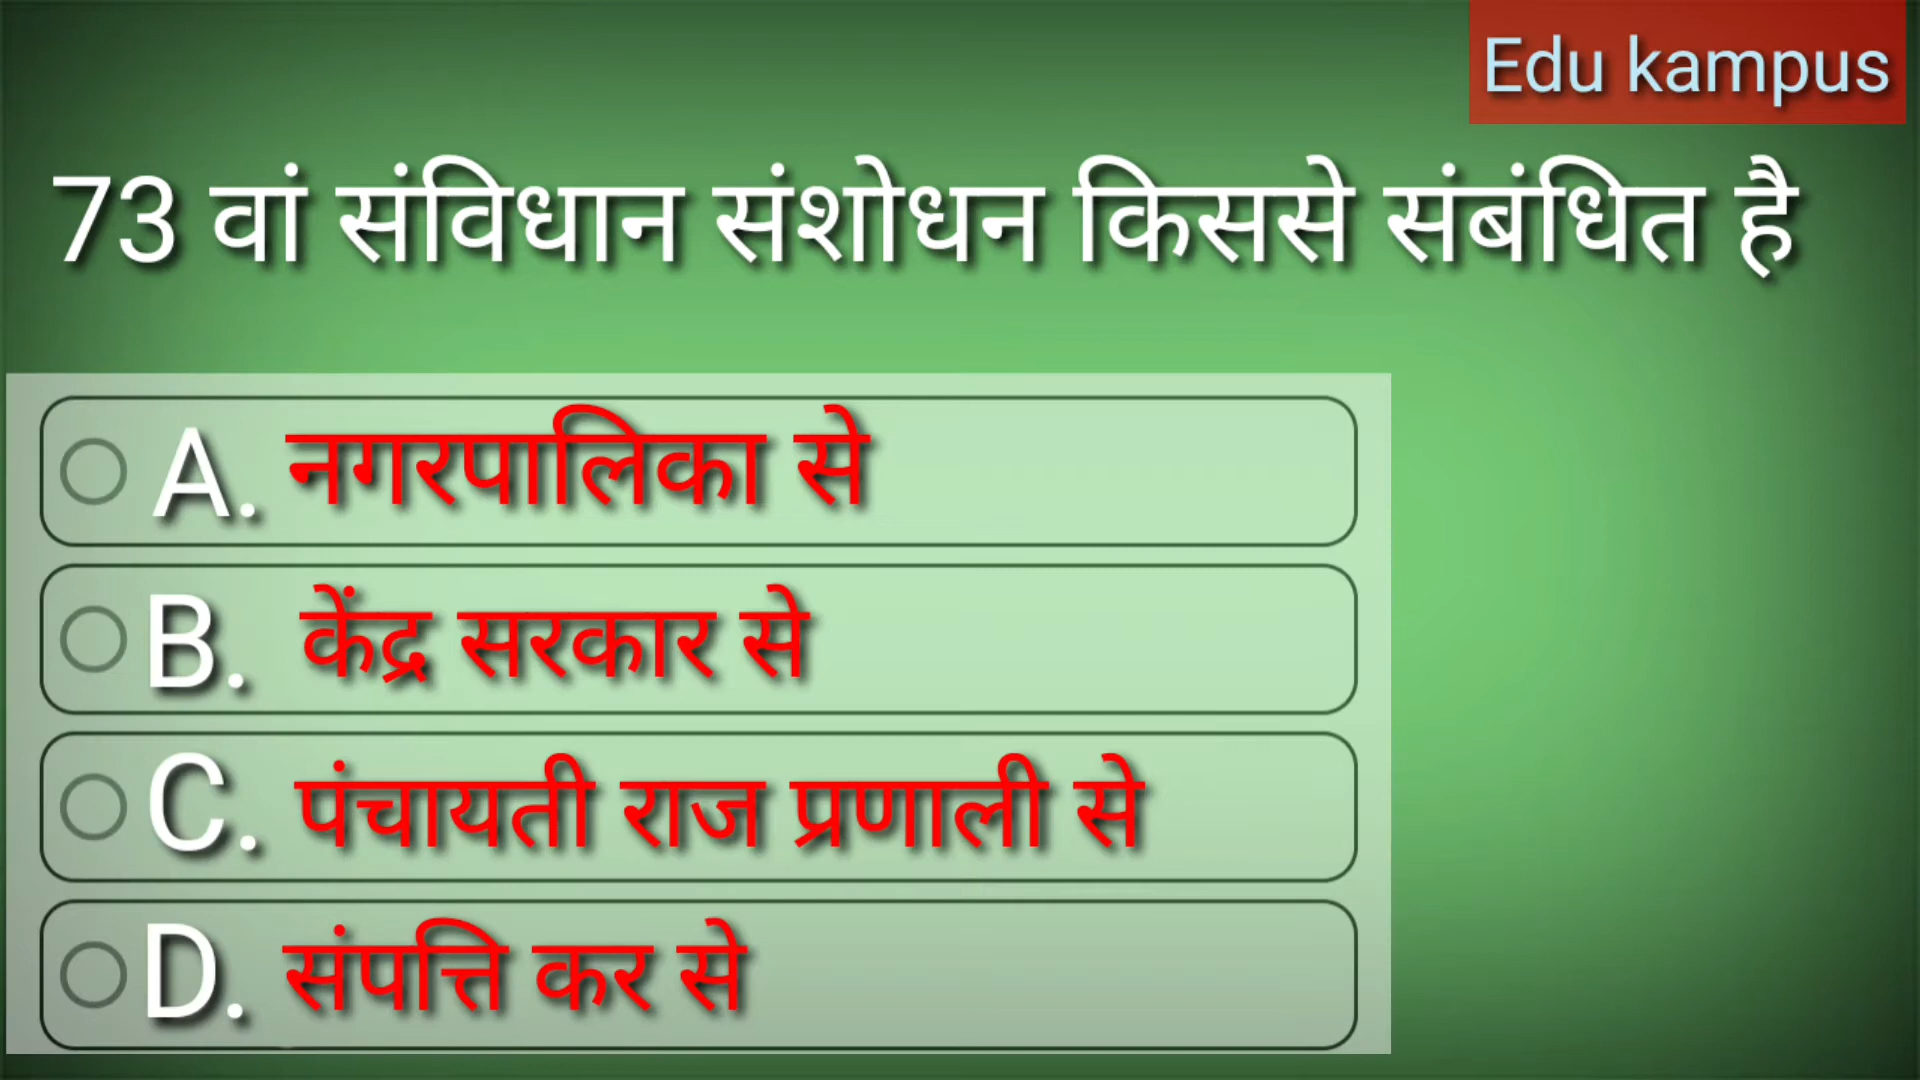 Edu kampus
73 वां संविधान संशोधन किससे संबंधित है
A. नगरपालिका से
B. केंद्र सरकार से
C. पंचायती राज प्रणाली से
D. संपत्ति कर से